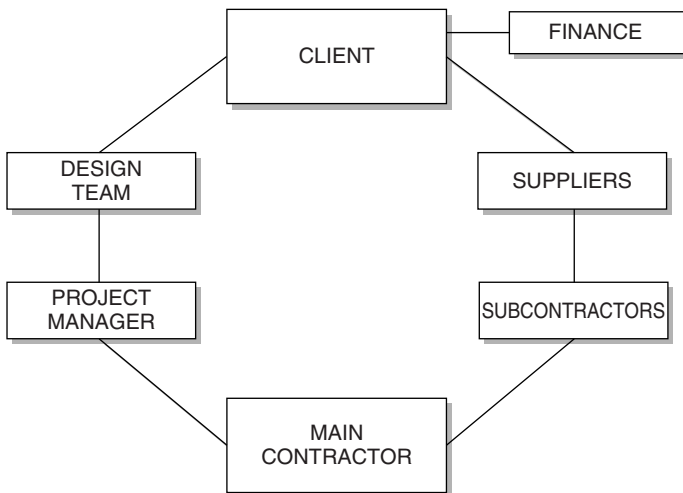 CLIENT
FINANCE
DESIGN
TEAM
SUPPLIERS
PROJECT
MANAGER
SUBCONTRACTORS
MAIN
CONTRACTOR